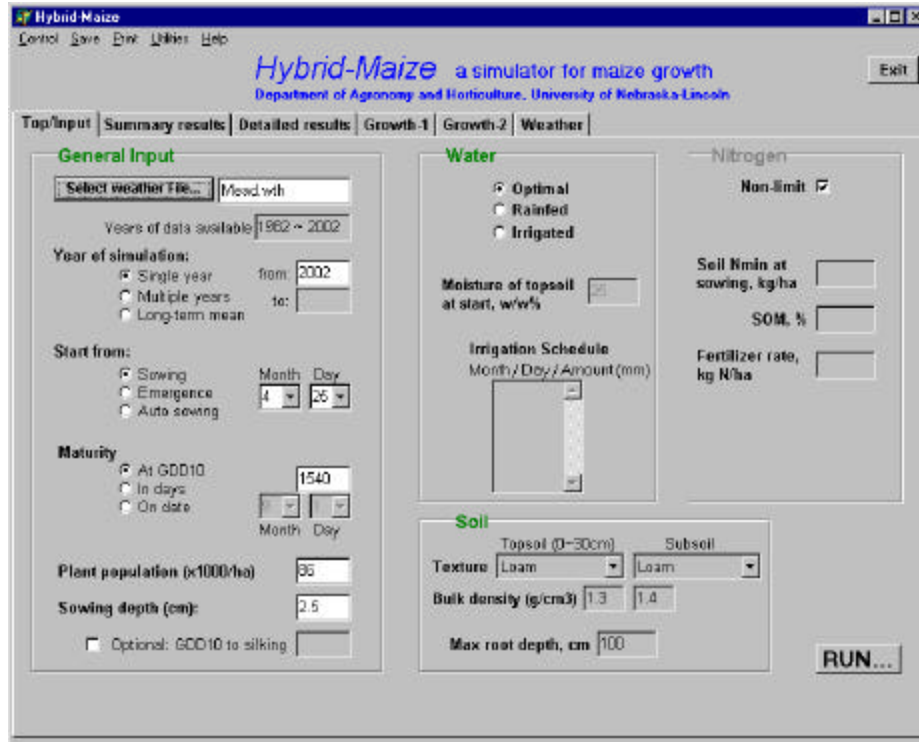 Hybrid-Maize
Control Save Print Utilities Help
Hybrid-Maize a simulator for maize growth
Exit
Department of Agronomy and Horticulture, University of Nebraska-Lincoln
Top/Input Summary results Detailed results Growth-1 Growth-2 Weather
General Input
Select weather File... Mead.wth
Years of data available 1982 ~ 2002
Year of simulation:
Single year from: 2002
Multiple years to:
Long-term mean
Start from:
Sowing Month Day
Emergence 4 26
Auto sowing
Maturity
At GDD10 1540
In days
On date
Month Day
Plant population (x1000/ha) 86
Sowing depth (cm): 2.5
Optional: GDD10 to silking
Water
Optimal
Rainfed
Irrigated
Moisture of topsoil
at start, w/w%
Irrigation Schedule
Month / Day / Amount (mm)
Nitrogen
Non-limit
Soil Nmin at
sowing, kg/ha
SOM, %
Fertilizer rate,
kg N/ha
Soil
Topsoil (0~30cm) Subsoil
Texture Loam Loam
Bulk density (g/cm3) 1.3 1.4
Max root depth, cm 100
RUN...